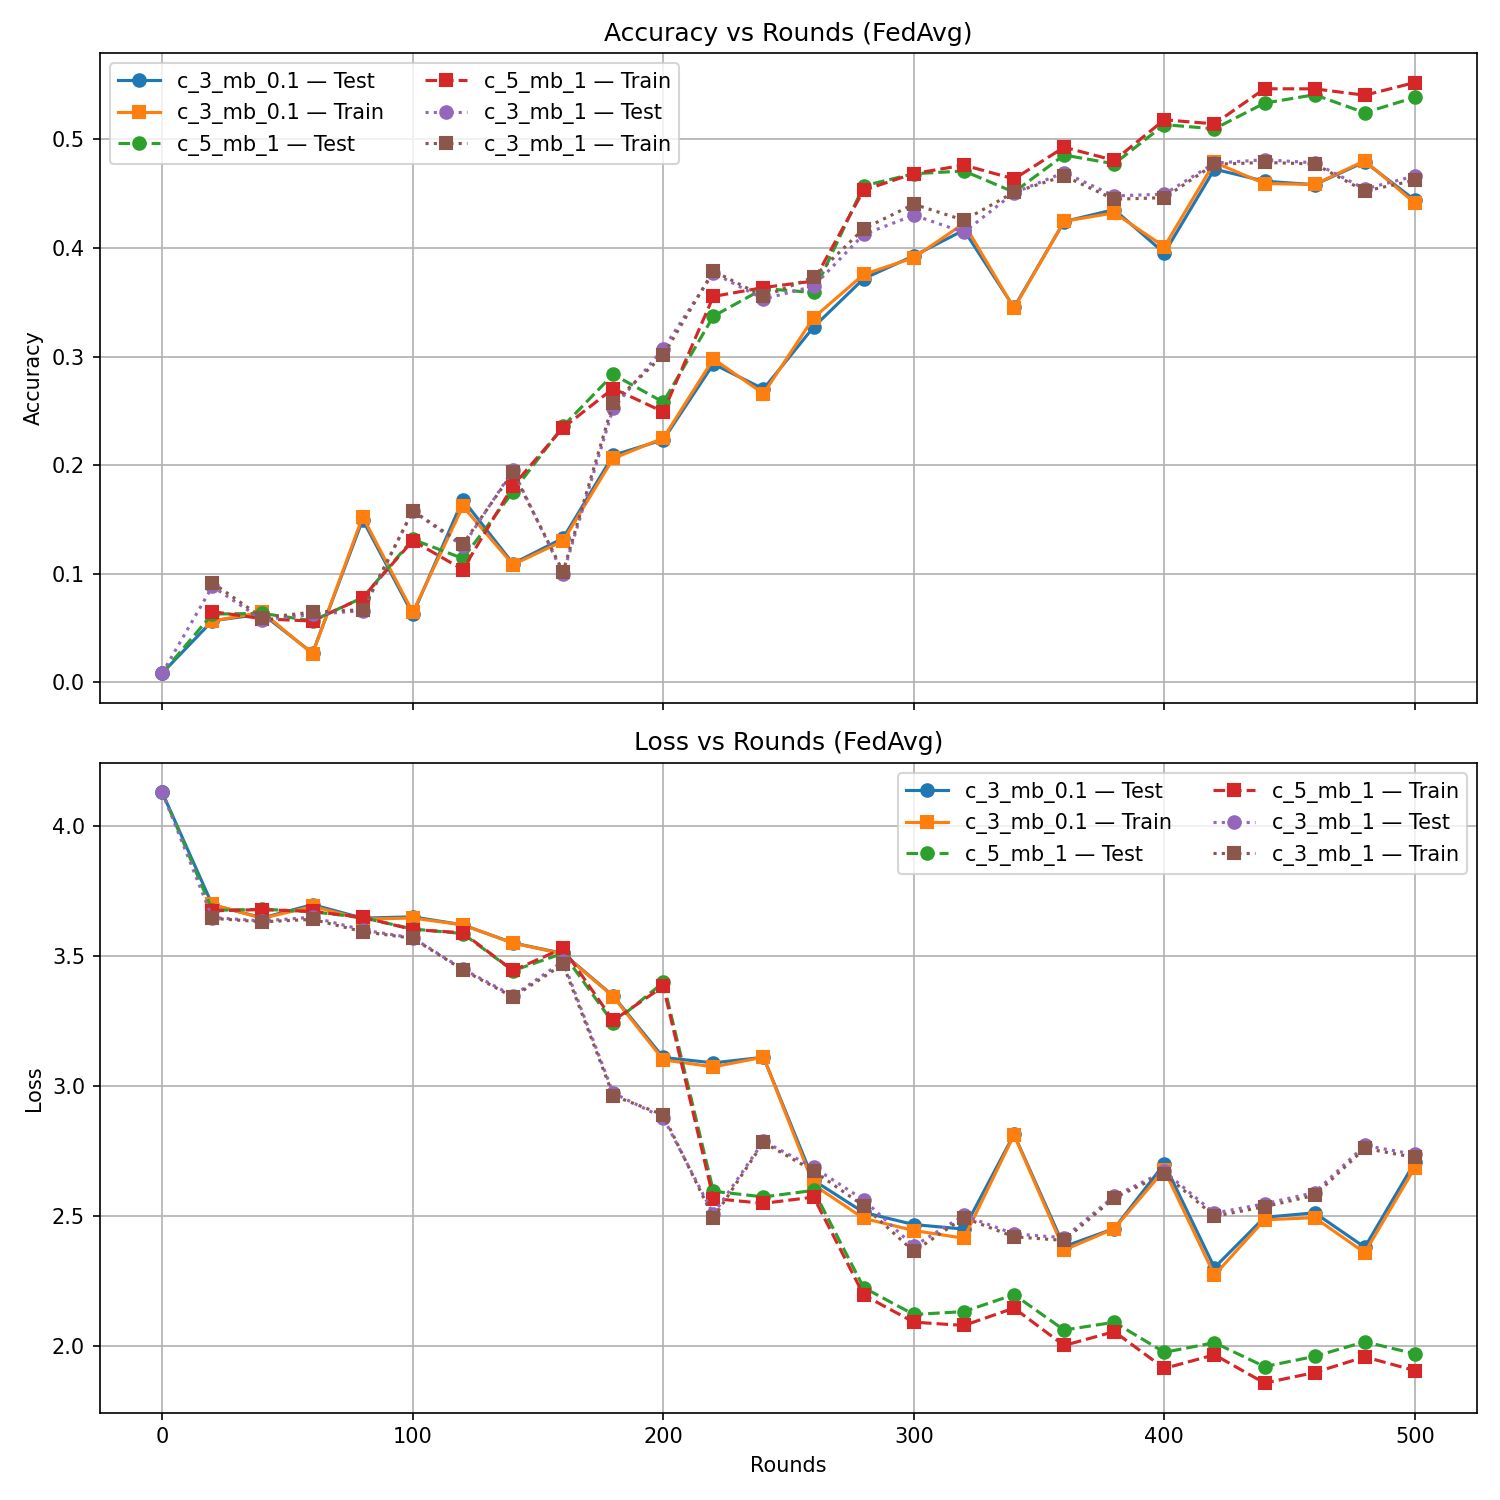 Accuracy vs Rounds (FedAvg)
c_3_mb_0.1 — Test
c_3_mb_0.1 — Train
c_5_mb_1 — Test
c_5_mb_1 — Train
c_3_mb_1 — Test
c_3_mb_1 — Train
Accuracy
0.5
0.4
0.3
0.2
0.1
0.0
Loss vs Rounds (FedAvg)
c_3_mb_0.1 — Test
c_3_mb_0.1 — Train
c_5_mb_1 — Test
c_5_mb_1 — Train
c_3_mb_1 — Test
c_3_mb_1 — Train
Loss
4.0
3.5
3.0
2.5
2.0
0 100 200 300 400 500
Rounds